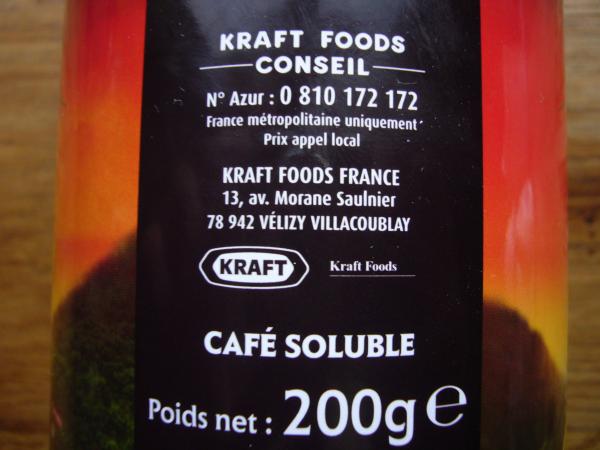 KRAFT FOODS
CONSEIL
N° Azur : 0 810 172 172
France métropolitaine uniquement
Prix appel local
KRAFT FOODS FRANCE
13, av. Morane Saulnier
78 942 VÉLIZY VILLACOUBLAY
KRAFT Kraft Foods
CAFÉ SOLUBLE
Poids net : 200g e